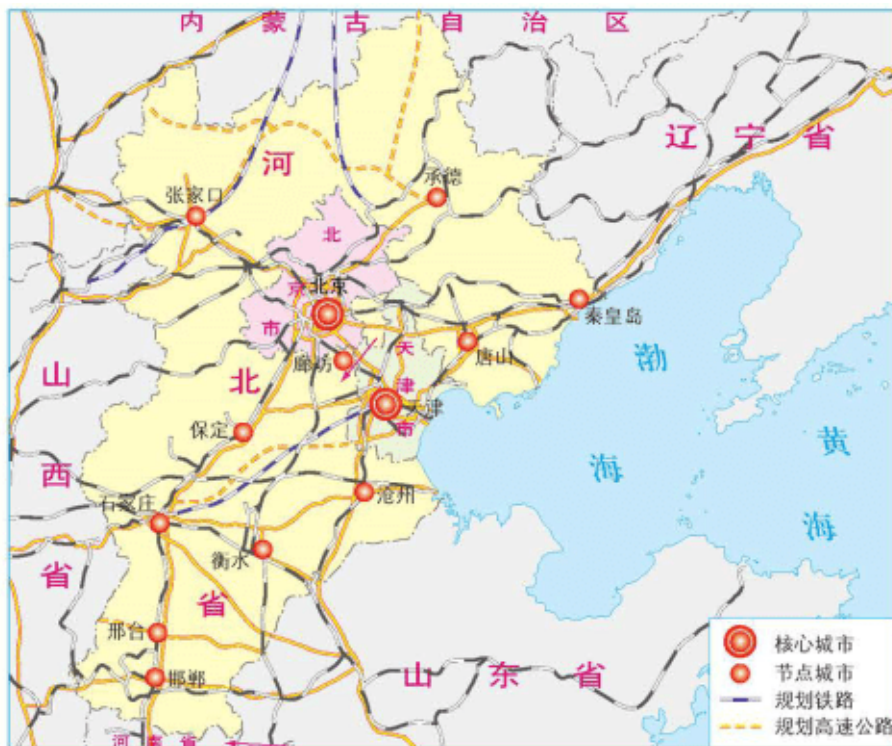 内蒙古自治区
辽宁省
河
承德
张家口
北
北京
京
市
秦皇岛
唐山
廊坊
天
津
市
天津
渤
海
黄
海
山
西
省
北
保定
沧州
石家庄
衡水
省
邢台
邯郸
山东省
河南省
核心城市
节点城市
规划铁路
规划高速公路